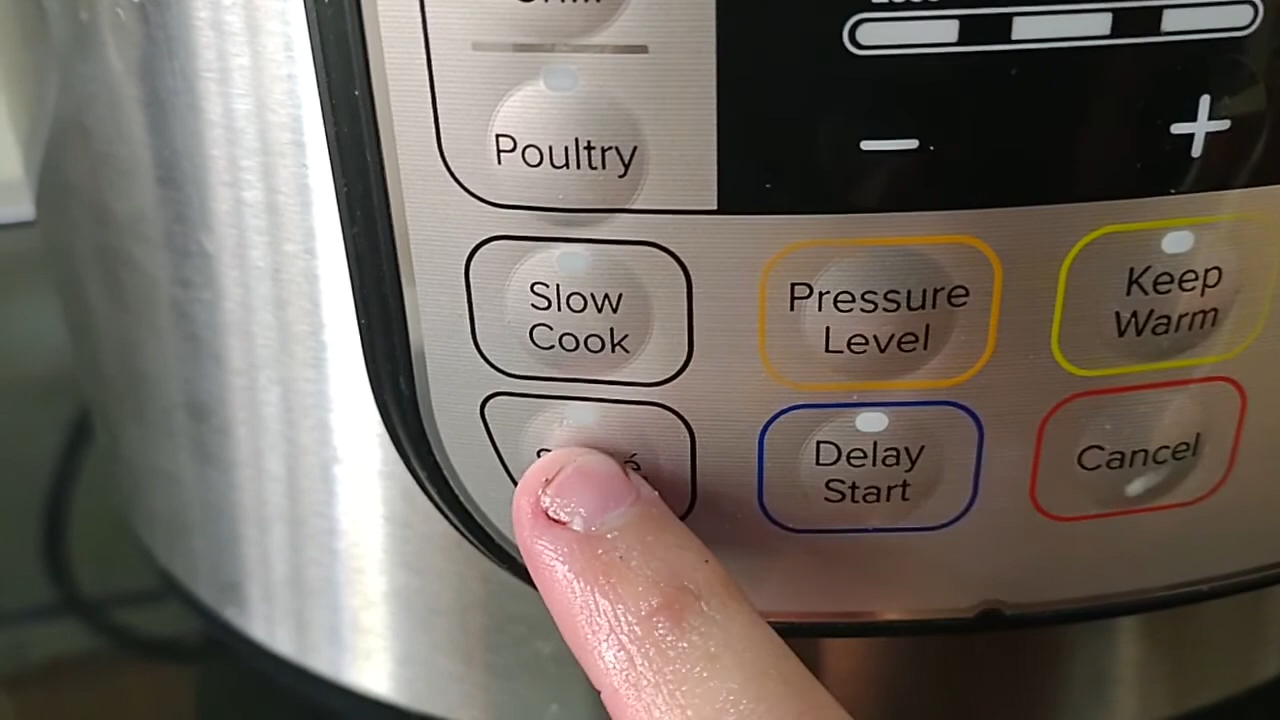 Poultry
−
+
Slow
Cook
Pressure
Level
Keep
Warm
Delay
Start
Cancel